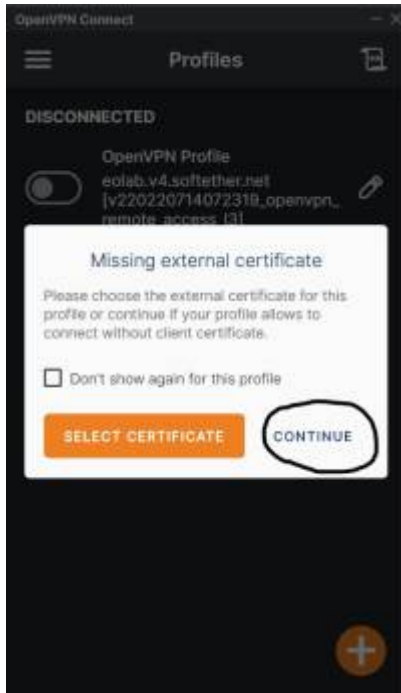 OpenVPN Connect
Profiles
DISCONNECTED
OpenVPN Profile
eolab.v4.softether.net
[v220220714072319_openvpn_
remote_access_l3]
Missing external certificate
Please choose the external certificate for this
profile or continue if your profile allows to
connect without client certificate.
Don't show again for this profile
SELECT CERTIFICATE
CONTINUE